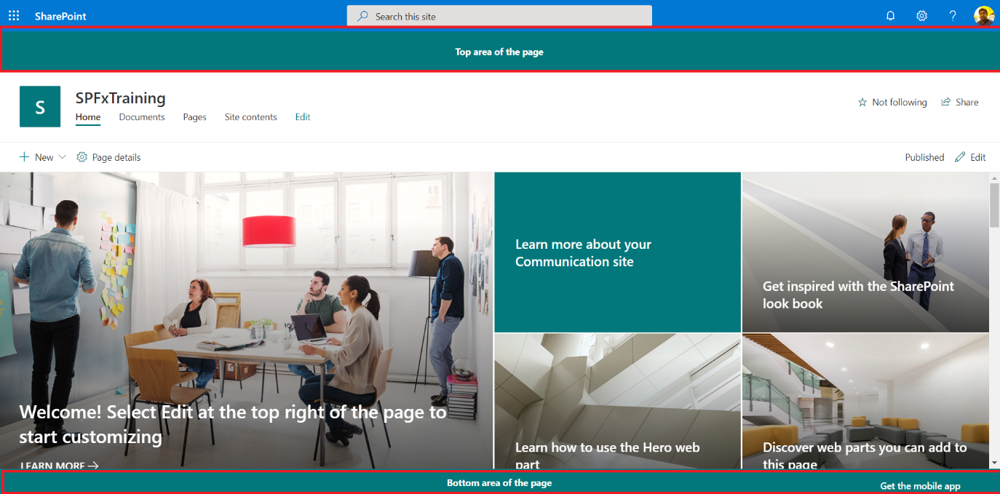 SharePoint
Search this site
Top area of the page
S
SPFxTraining
Home Documents Pages Site contents Edit
Not following Share
New Page details Published Edit
Learn more about your
Communication site
Get inspired with the SharePoint
look book
Welcome! Select Edit at the top right of the page to
start customizing
LEARN MORE
Learn how to use the Hero web
part
Discover web parts you can add to
this page
Bottom area of the page
Get the mobile app